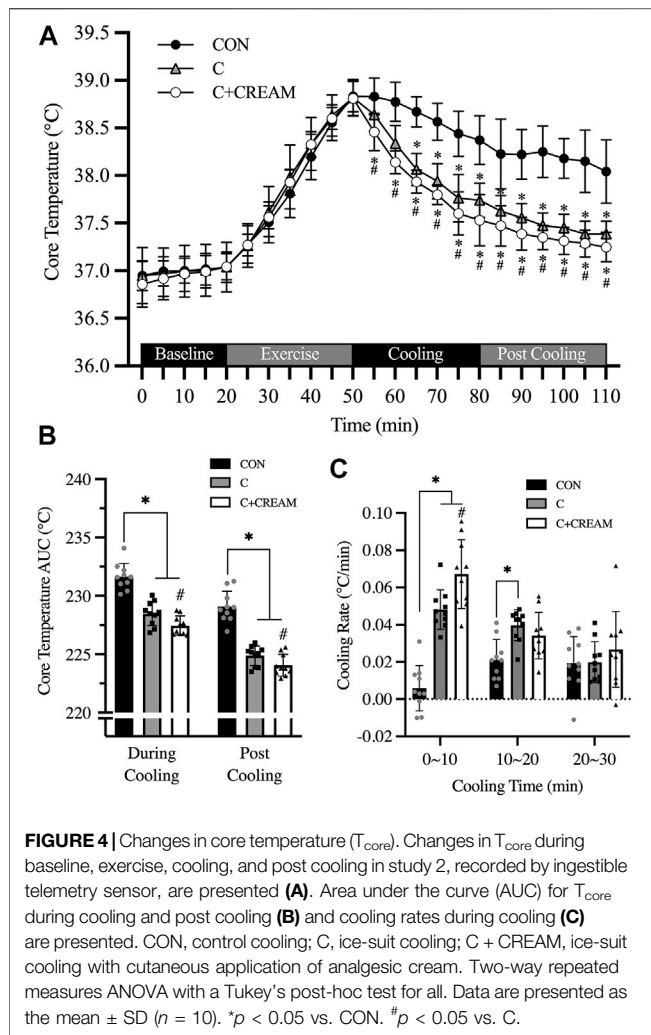 A
CON
C
C+CREAM
Core Temperature (°C)
39.5
39.0
38.5
38.0
37.5
37.0
36.5
36.0
* * * * * * * * * * *
# # # # # # # # # # # #
Baseline Exercise Cooling Post Cooling
0 10 20 30 40 50 60 70 80 90 100 110
Time (min)
B
CON
C
C+CREAM
Core Temperature AUC (°C)
240
230
225
220
* # * #
During
Cooling
Post
Cooling
C
CON
C
C+CREAM
Cooling Rate (°C/min)
0.10
0.08
0.06
0.04
0.02
0.00
-0.02
* # *
0~10 10~20 20~30
Cooling Time (min)
FIGURE 4 | Changes in core temperature (Tcore). Changes in Tcore during
baseline, exercise, cooling, and post cooling in study 2, recorded by ingestible
telemetry sensor, are presented (A). Area under the curve (AUC) for Tcore
during cooling and post cooling (B) and cooling rates during cooling (C)
are presented. CON, control cooling; C, ice-suit cooling; C + CREAM, ice-suit
cooling with cutaneous application of analgesic cream. Two-way repeated
measures ANOVA with a Tukey's post-hoc test for all. Data are presented as
the mean ± SD (n = 10). *p < 0.05 vs. CON. #p < 0.05 vs. C.